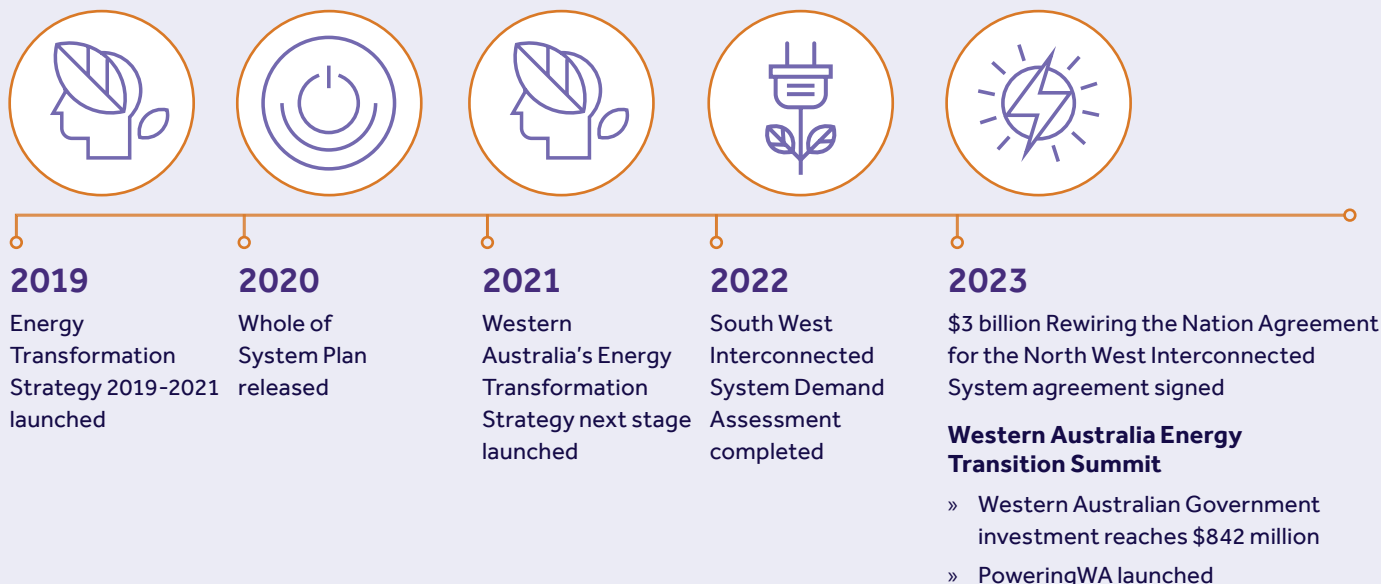 2019
Energy
Transformation
Strategy 2019-2021
launched
2020
Whole of
System Plan
released
2021
Western
Australia's Energy
Transformation
Strategy next stage
launched
2022
South West
Interconnected
System Demand
Assessment
completed
2023
$3 billion Rewiring the Nation Agreement
for the North West Interconnected
System agreement signed
Western Australia Energy
Transition Summit
» Western Australian Government
investment reaches $842 million
» PoweringWA launched